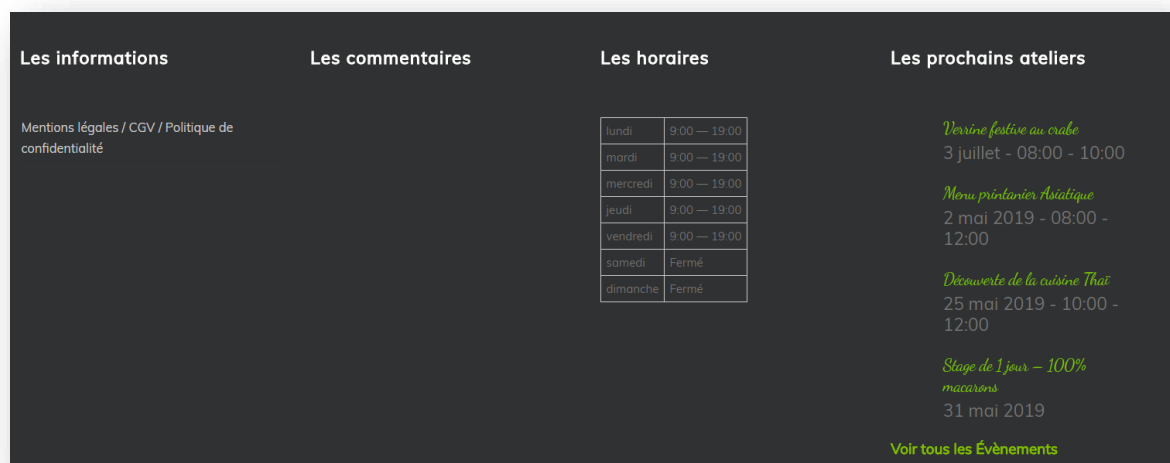 Les informations
Les commentaires
Les horaires
Les prochains ateliers
Mentions légales / CGV / Politique de
confidentialité
lundi 9:00 — 19:00
mardi 9:00 — 19:00
mercredi 9:00 — 19:00
jeudi 9:00 — 19:00
vendredi 9:00 — 19:00
samedi Fermé
dimanche Fermé
Verrine festive au crabe
3 juillet - 08:00 - 10:00
Menu printanier Asiatique
2 mai 2019 - 08:00 -
12:00
Découverte de la cuisine Thaï
25 mai 2019 - 10:00 -
12:00
Stage de 1 jour – 100%
macarons
31 mai 2019
Voir tous les Évènements